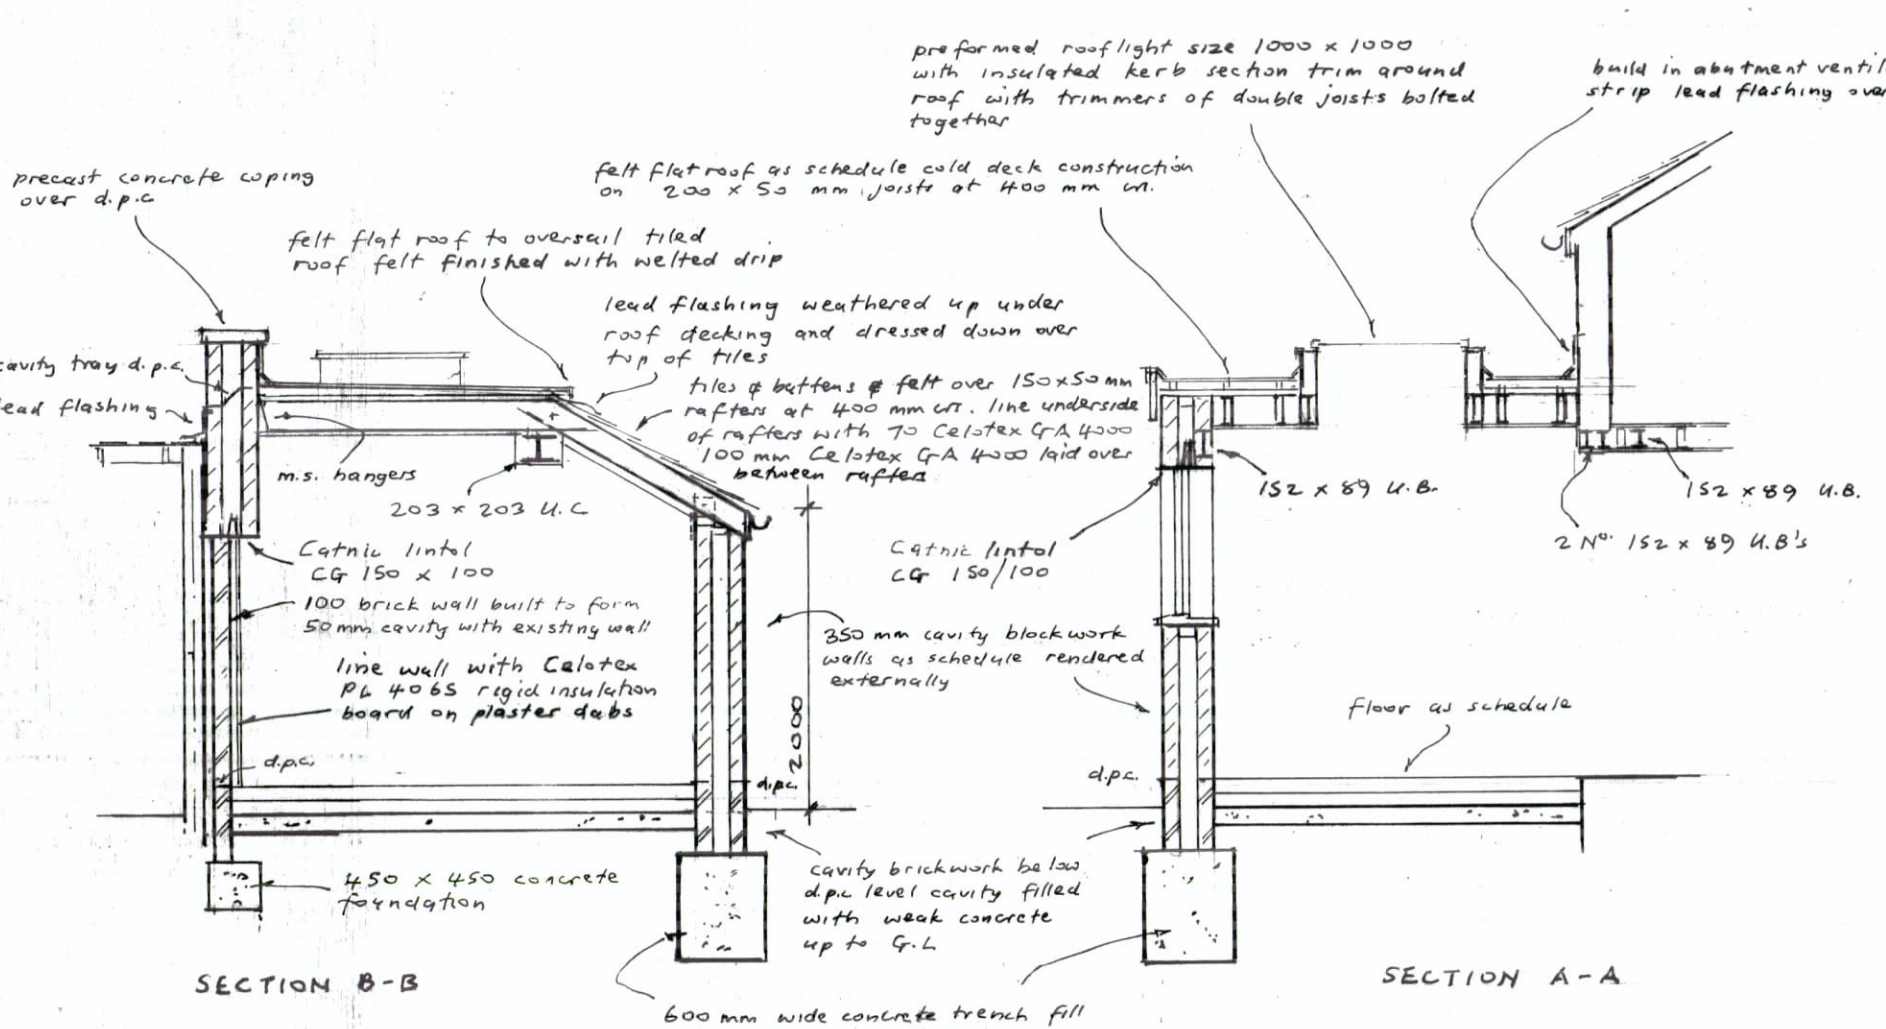 preformed rooflight size 1000 x 1000
with insulated kerb section trim around
roof with trimmers of double joists bolted
together
build in abutment
strip lead flashing
felt flat roof as schedule cold deck construction
on 200 x 50 mm joists at 400 mm crs.
precast concrete coping
over d.p.c
felt flat roof to oversail tiled
roof felt finished with welted drip
lead flashing weathered up under
roof decking and dressed down over
top of tiles
cavity tray d.p.c.
lead flashing
tiles & battens & felt over 150x50mm
rafters at 400 mm crs. line underside
of rafters with 70 Celotex GA 4000
100 mm Celotex GA 4000 laid over
between rafters
m.s. hangers
203 x 203 U.C
152 x 89 U.B.
152 x 89 U.B.
2 No. 152 x 89 U.B's
Catnic lintol
CG 150 x 100
Catnic lintol
CG 150/100
100 brick wall built to form
50mm cavity with existing wall
350 mm cavity blockwork
walls as schedule rendered
externally
line wall with Celotex
PL 4065 rigid insulation
board on plaster dabs
2000
floor as schedule
d.p.c.
d.p.c.
d.p.c.
cavity brickwork below
d.p.c level cavity filled
with weak concrete
up to G.L
450 x 450 concrete
foundation
SECTION B-B
SECTION A-A
600 mm wide concrete trench fill